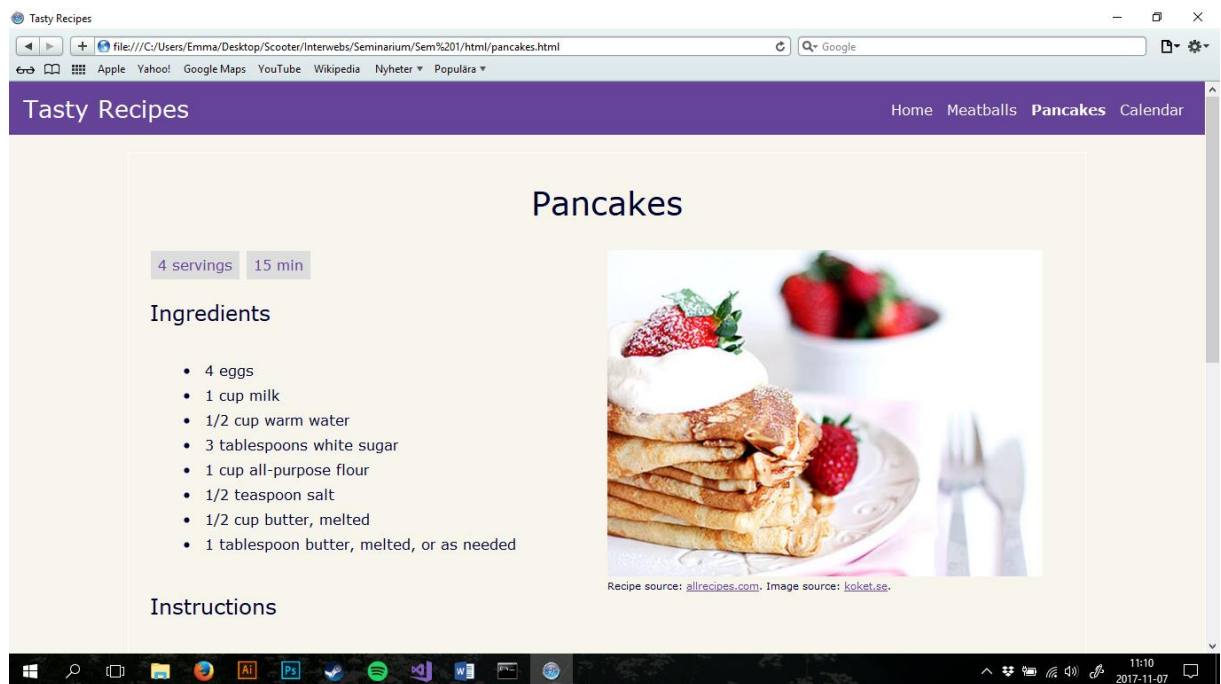 Tasty Recipes
file:///C:/Users/Emma/Desktop/Scooter/Interwebs/Seminarium/Sem%201/html/pancakes.html
Google
Apple Yahoo! Google Maps YouTube Wikipedia Nyheter Populära
Tasty Recipes
Home Meatballs Pancakes Calendar
Pancakes
4 servings 15 min
Ingredients
• 4 eggs
• 1 cup milk
• 1/2 cup warm water
• 3 tablespoons white sugar
• 1 cup all-purpose flour
• 1/2 teaspoon salt
• 1/2 cup butter, melted
• 1 tablespoon butter, melted, or as needed
Recipe source: allrecipes.com. Image source: koket.se.
Instructions
Ai Ps
11:10
2017-11-07